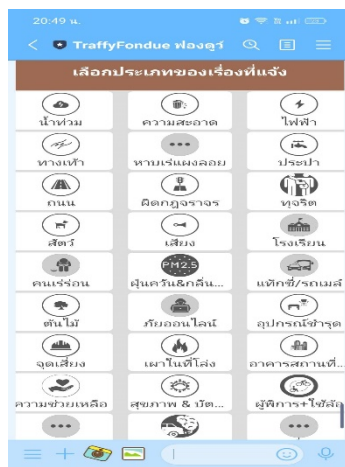 20:49 น.
TraffyFondue ฟองดูว์
เลือกประเภทของเรื่องที่แจ้ง
น้ำท่วม ความสะอาด ไฟฟ้า
ทางเท้า หาบเร่แผงลอย ประปา
ถนน ผิดกฎจราจร ทุจริต
สัตว์ เสียง โรงเรียน
PM2.5
คนเร่ร่อน ฝุ่นควัน&กลิ่น... แท๊กซี่/รถเมล์
ต้นไม้ ภัยออนไลน์ อุปกรณ์ชำรุด
จุดเสี่ยง เผาในที่โล่ง อาคารสถานที่..
ความช่วยเหลือ สุขภาพ & บัต... ผู้พิการ+ใช้ล้อ